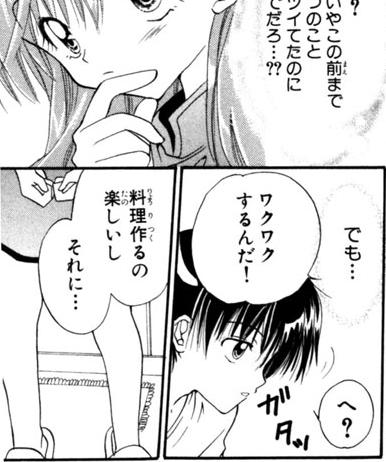 ？
いやこの前まで
つのこと
ツイてたのに
でだろ…??
でも…
ワクワク
するんだ！
へ？
ガタッ
料理作るの
楽しいし
それに…